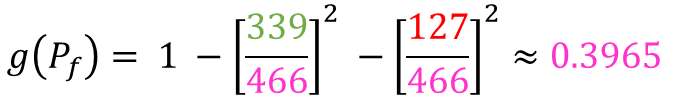 g(P_f) = 1 − [339/466]² − [127/466]² ≈ 0.3965